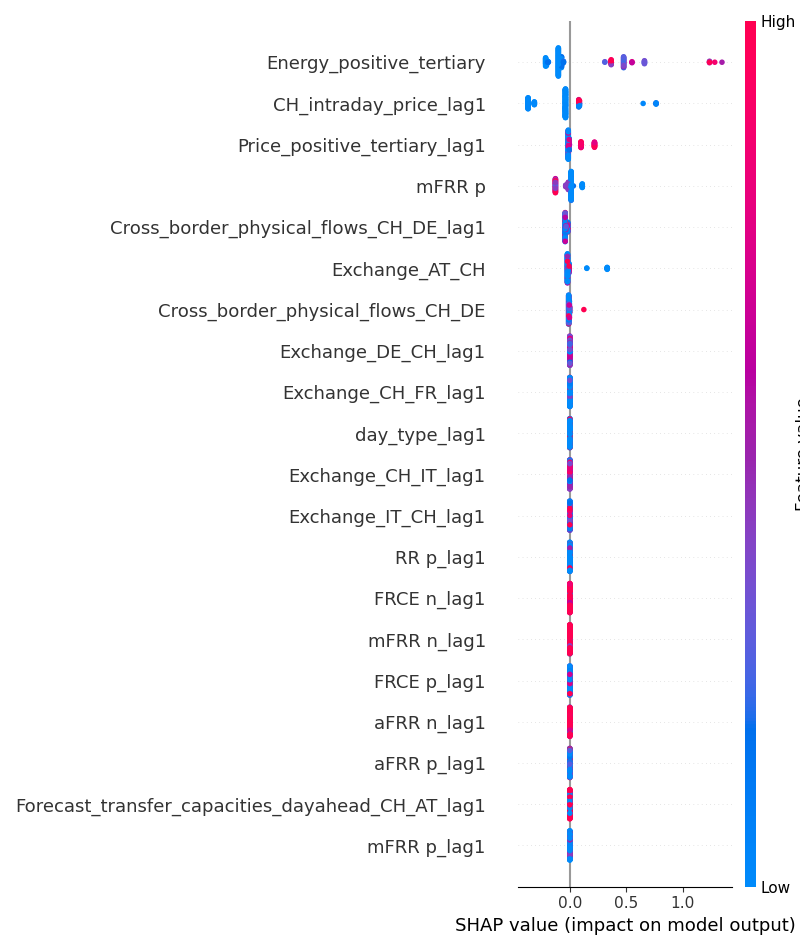 High
Energy_positive_tertiary
CH_intraday_price_lag1
Price_positive_tertiary_lag1
mFRR p
Cross_border_physical_flows_CH_DE_lag1
Exchange_AT_CH
Cross_border_physical_flows_CH_DE
Exchange_DE_CH_lag1
Exchange_CH_FR_lag1
day_type_lag1
Exchange_CH_IT_lag1
Exchange_IT_CH_lag1
RR p_lag1
FRCE n_lag1
mFRR n_lag1
FRCE p_lag1
aFRR n_lag1
aFRR p_lag1
Forecast_transfer_capacities_dayahead_CH_AT_lag1
mFRR p_lag1
Low
0.0 0.5 1.0
SHAP value (impact on model output)